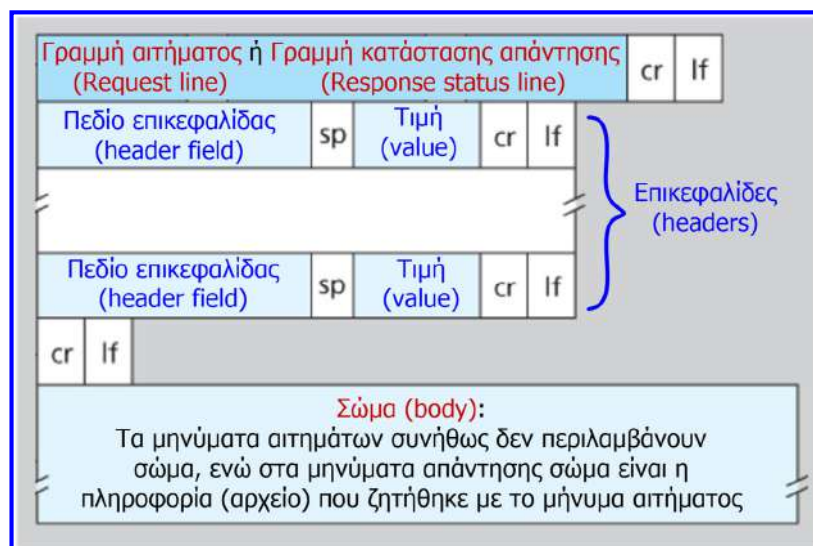 Γραμμή αιτήματος ή Γραμμή κατάστασης απάντησης
(Request line) (Response status line) cr lf
Πεδίο επικεφαλίδας
(header field) sp Τιμή
(value) cr lf
Επικεφαλίδες
(headers)
Πεδίο επικεφαλίδας
(header field) sp Τιμή
(value) cr lf
cr lf
Σώμα (body):
Τα μηνύματα αιτημάτων συνήθως δεν περιλαμβάνουν
σώμα, ενώ στα μηνύματα απάντησης σώμα είναι η
πληροφορία (αρχείο) που ζητήθηκε με το μήνυμα αιτήματος